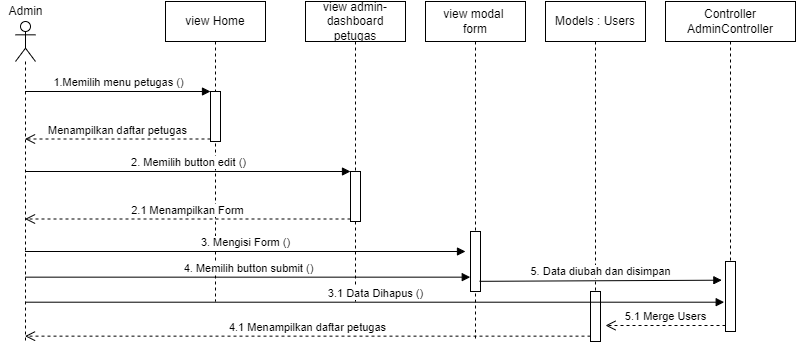 Admin
view Home
view admin-
dashboard
petugas
view modal
form
Models : Users
Controller
AdminController
1.Memilih menu petugas ()
Menampilkan daftar petugas
2. Memilih button edit ()
2.1 Menampilkan Form
3. Mengisi Form ()
4. Memilih button submit ()
5. Data diubah dan disimpan
3.1 Data Dihapus ()
5.1 Merge Users
4.1 Menampilkan daftar petugas